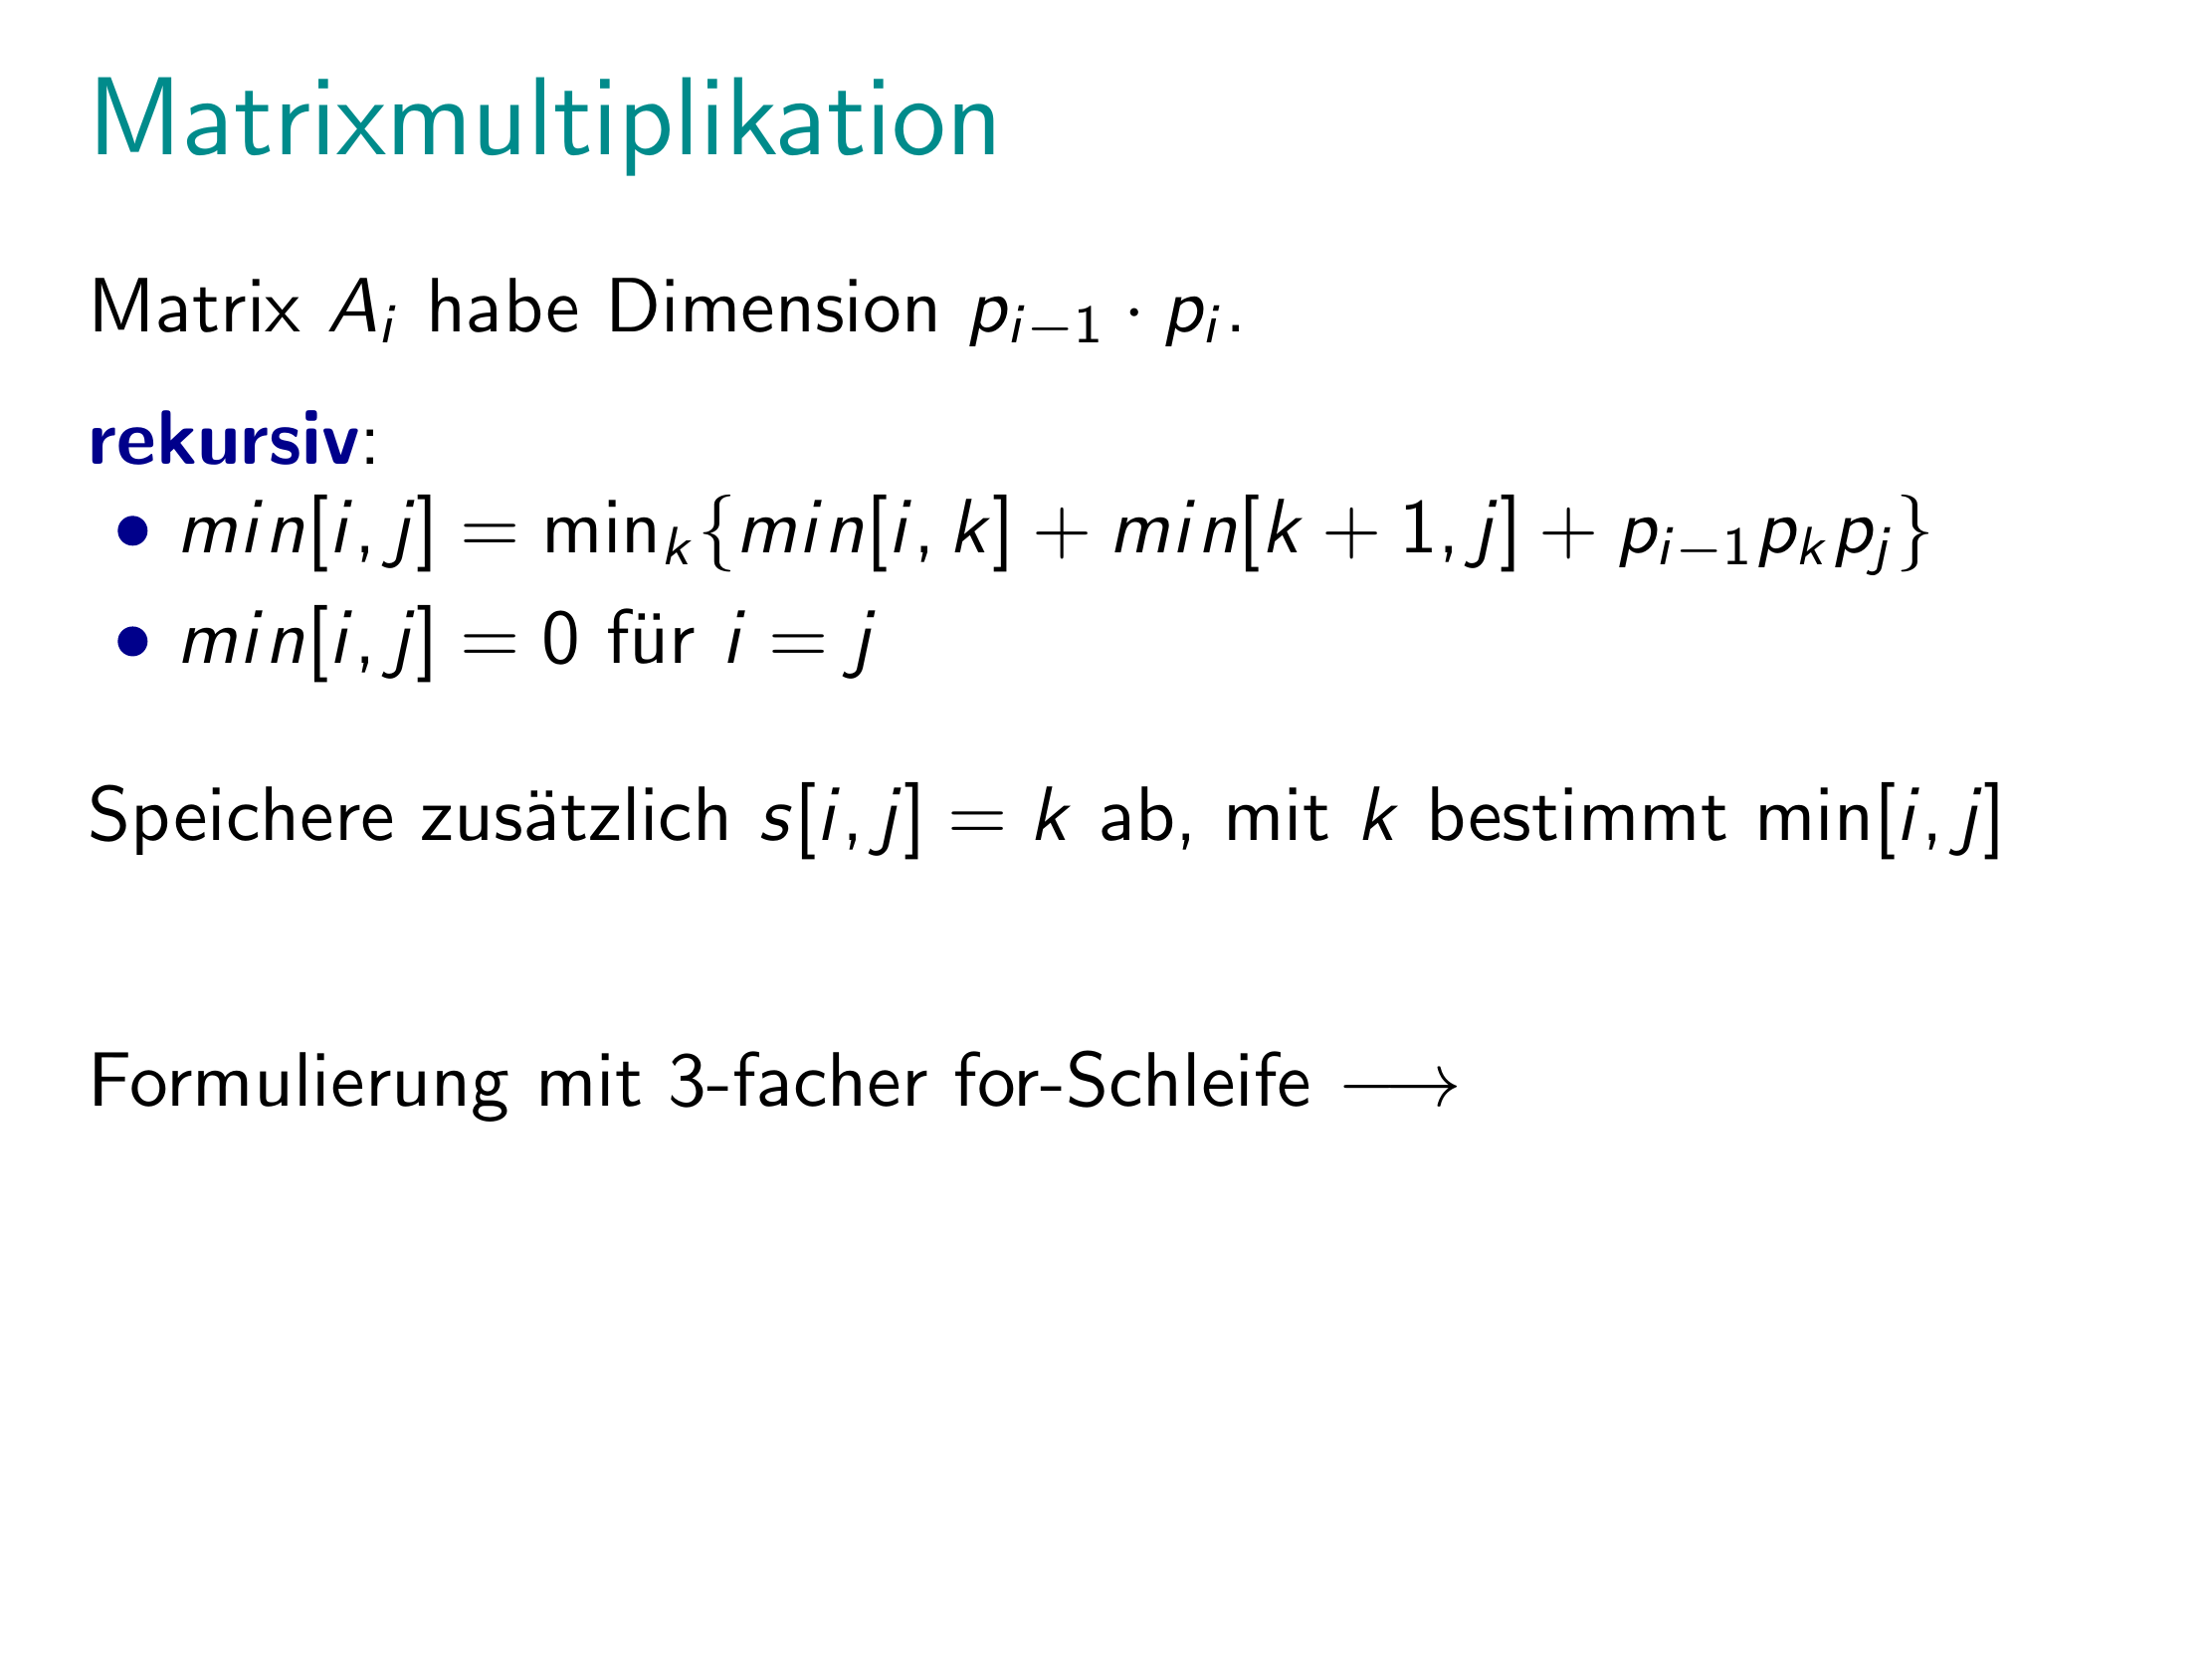 Matrixmultiplikation
Matrix $A_i$ habe Dimension $p_{i-1} \cdot p_i$.
rekursiv:
• $min[i, j] = \min_k\{min[i, k] + min[k + 1, j] + p_{i-1}p_kp_j\}$
• $min[i, j] = 0$ für $i = j$
Speichere zusätzlich $s[i, j] = k$ ab, mit $k$ bestimmt min$[i, j]$
Formulierung mit 3-facher for-Schleife ⟶